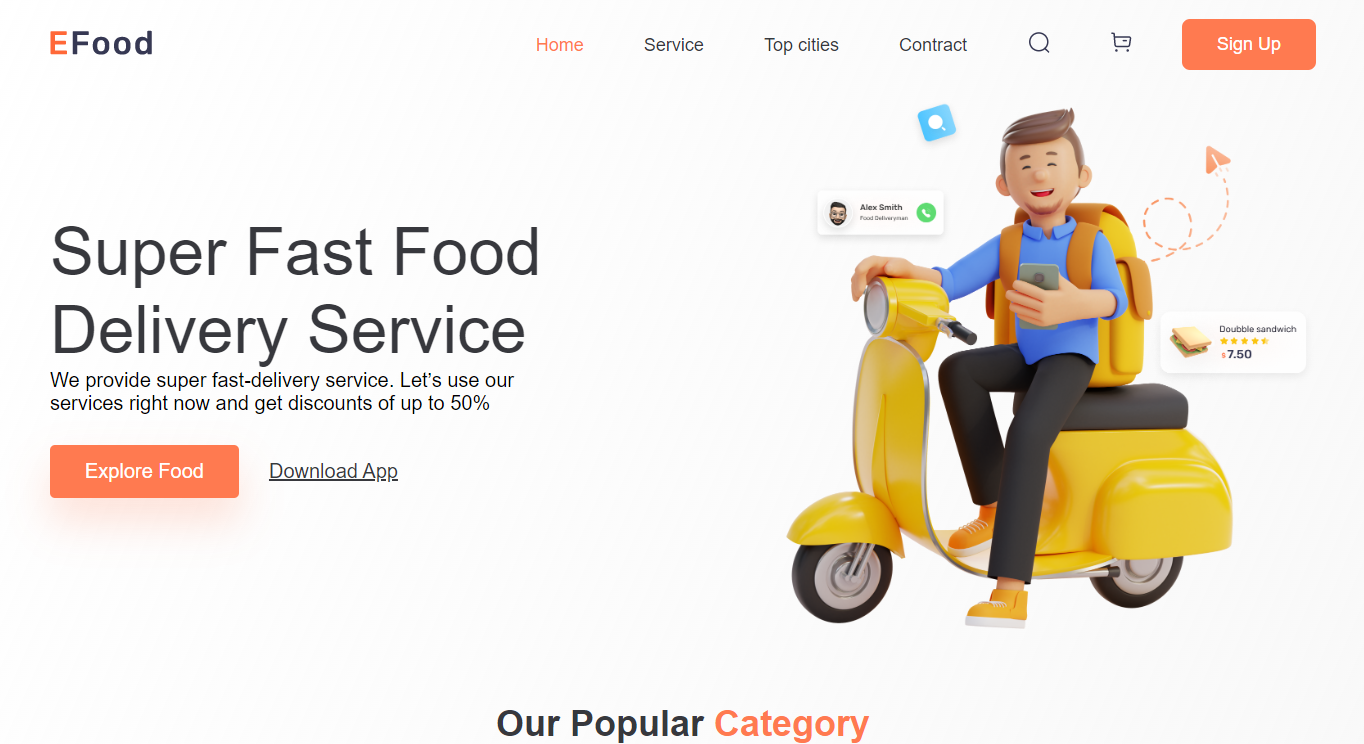 EFood
Home
Service
Top cities
Contract
Sign Up
Super Fast Food
Delivery Service
We provide super fast-delivery service. Let’s use our
services right now and get discounts of up to 50%
Explore Food
Download App
Alex Smith
Food Deliveryman
Doubble sandwich
$ 7.50
Our Popular Category